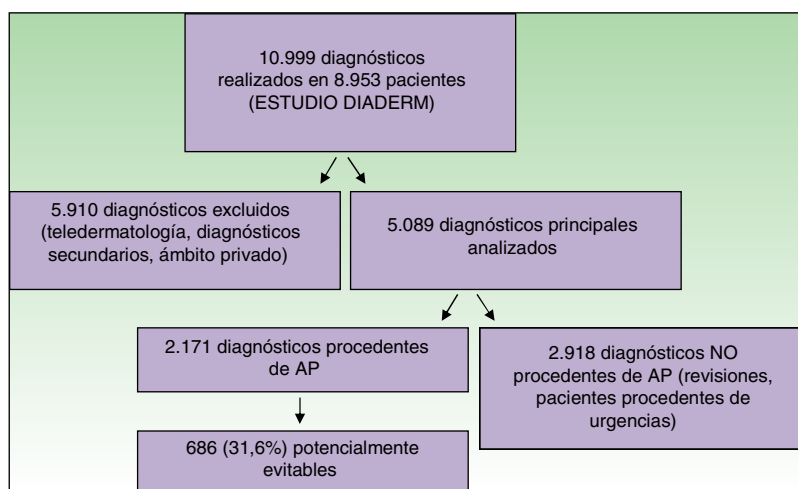 10.999 diagnósticos
realizados en 8.953 pacientes
(ESTUDIO DIADERM)
5.910 diagnósticos excluidos
(teledermatología, diagnósticos
secundarios, ámbito privado)
5.089 diagnósticos principales
analizados
2.171 diagnósticos procedentes
de AP
2.918 diagnósticos NO
procedentes de AP (revisiones,
pacientes procedentes de
urgencias)
686 (31,6%) potencialmente
evitables